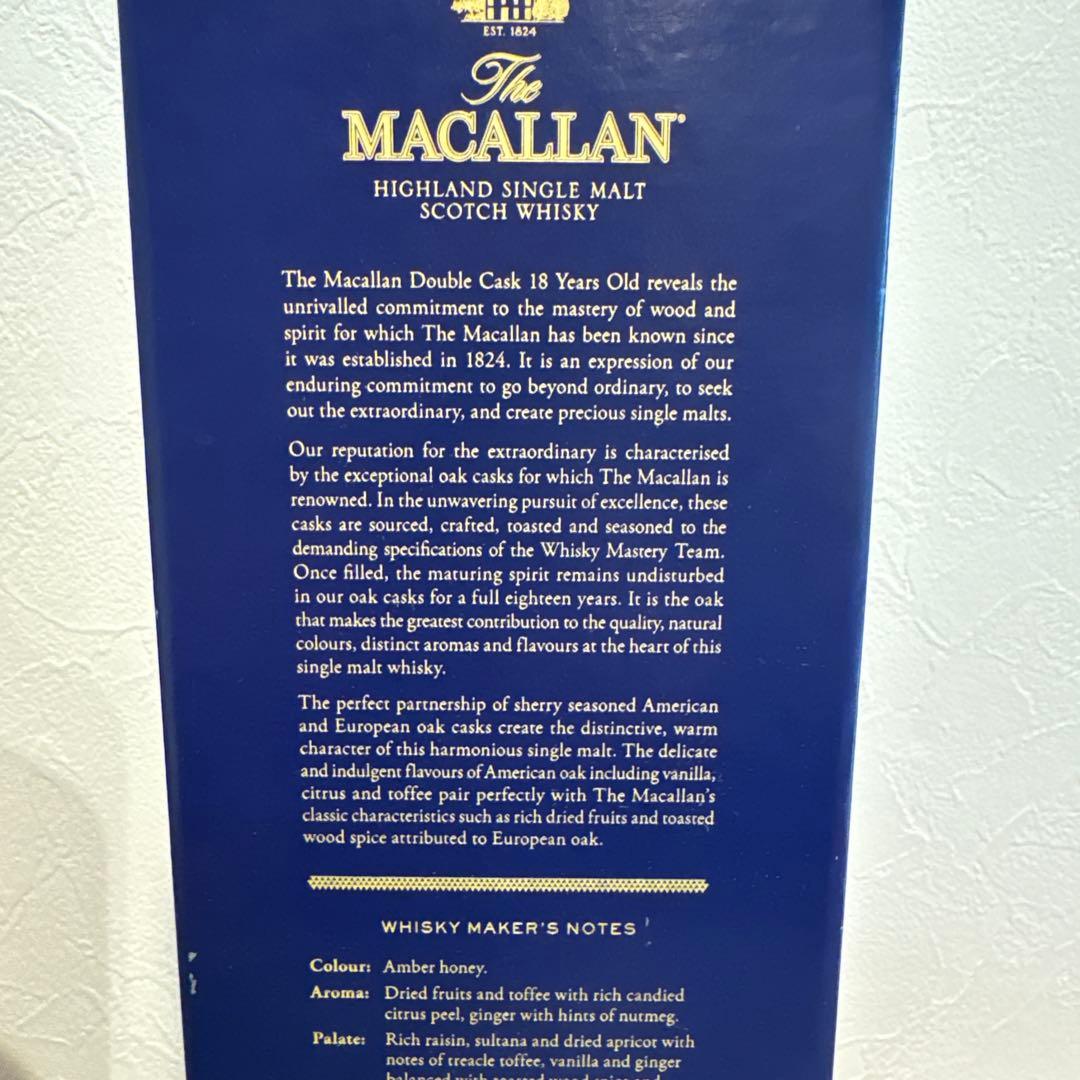 EST. 1824
The
MACALLAN
HIGHLAND SINGLE MALT
SCOTCH WHISKY
The Macallan Double Cask 18 Years Old reveals the
unrivalled commitment to the mastery of wood and
spirit for which The Macallan has been known since
it was established in 1824. It is an expression of our
enduring commitment to go beyond ordinary, to seek
out the extraordinary, and create precious single malts.
Our reputation for the extraordinary is characterised
by the exceptional oak casks for which The Macallan is
renowned. In the unwavering pursuit of excellence, these
casks are sourced, crafted, toasted and seasoned to the
demanding specifications of the Whisky Mastery Team.
Once filled, the maturing spirit remains undisturbed
in our oak casks for a full eighteen years. It is the oak
that makes the greatest contribution to the quality, natural
colours, distinct aromas and flavours at the heart of this
single malt whisky.
The perfect partnership of sherry seasoned American
and European oak casks create the distinctive, warm
character of this harmonious single malt. The delicate
and indulgent flavours of American oak including vanilla,
citrus and toffee pair perfectly with The Macallan's
classic characteristics such as rich dried fruits and toasted
wood spice attributed to European oak.
WHISKY MAKER'S NOTES
Colour: Amber honey.
Aroma: Dried fruits and toffee with rich candied
citrus peel, ginger with hints of nutmeg.
Palate: Rich raisin, sultana and dried apricot with
notes of treacle toffee, vanilla and ginger
balanced with